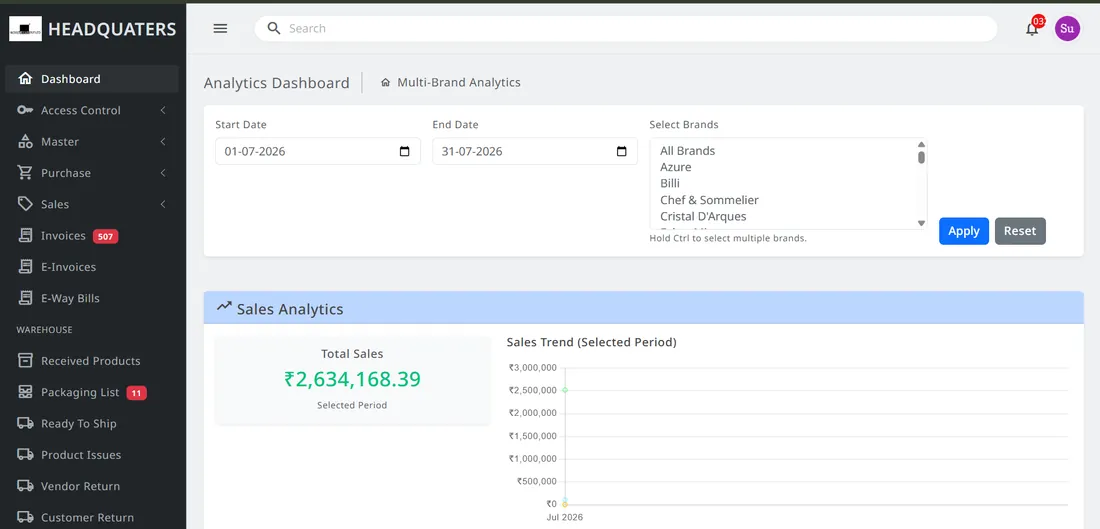 HEADQUATERS
Search
03
Su
Dashboard
Access Control
Master
Purchase
Sales
Invoices 507
E-Invoices
E-Way Bills
WAREHOUSE
Received Products
Packaging List 11
Ready To Ship
Product Issues
Vendor Return
Customer Return
Analytics Dashboard
Multi-Brand Analytics
Start Date
01-07-2026
End Date
31-07-2026
Select Brands
All Brands
Azure
Billi
Chef & Sommelier
Cristal D'Arques
Hold Ctrl to select multiple brands.
Apply
Reset
Sales Analytics
Total Sales
₹2,634,168.39
Selected Period
Sales Trend (Selected Period)
₹3,000,000
₹2,500,000
₹2,000,000
₹1,500,000
₹1,000,000
₹500,000
₹0
Jul 2026